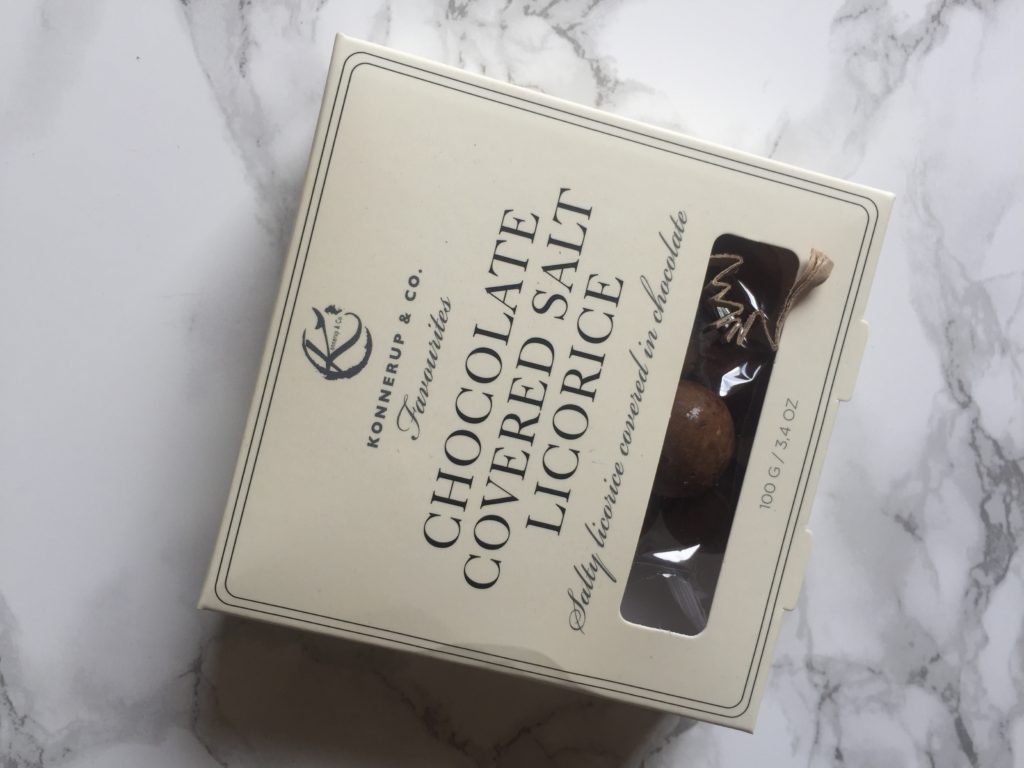 KONNERUP & CO.
Favourites
CHOCOLATE
COVERED SALT
LICORICE
Salty licorice covered in chocolate
100 G / 3,4 OZ